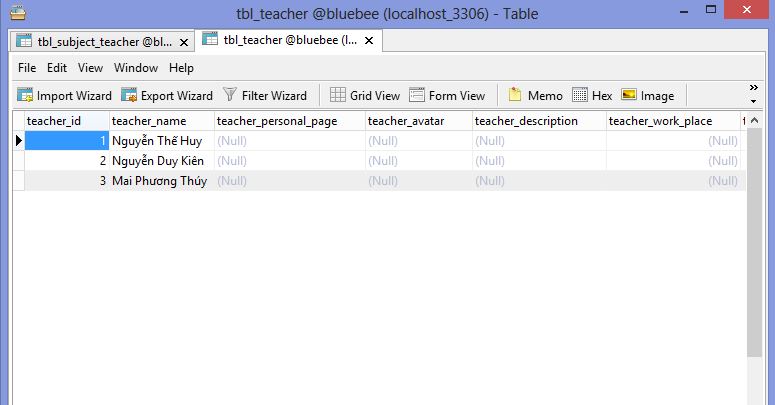 tbl_teacher @bluebee (localhost_3306) - Table
tbl_subject_teacher @bl... tbl_teacher @bluebee (l...
File Edit View Window Help
Import Wizard Export Wizard Filter Wizard Grid View Form View Memo Hex Image
teacher_id teacher_name teacher_personal_page teacher_avatar teacher_description teacher_work_place t
1 Nguyễn Thế Huy (Null) (Null) (Null) (Null)
2 Nguyễn Duy Kiên (Null) (Null) (Null) (Null)
3 Mai Phương Thúy (Null) (Null) (Null) (Null)